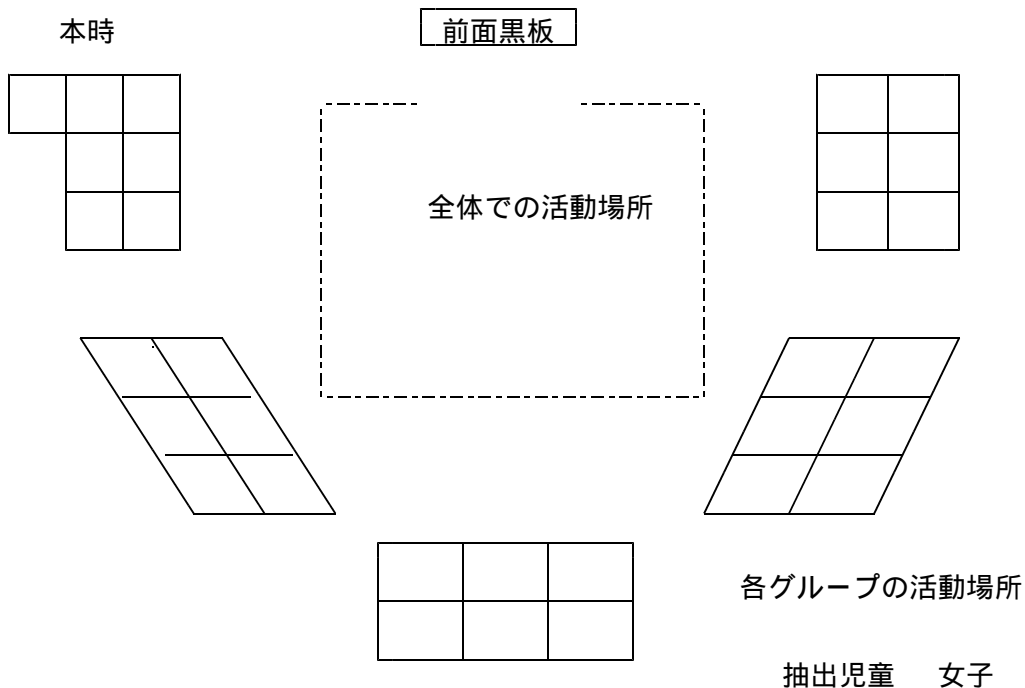 本時
前面黒板
全体での活動場所
各グループの活動場所
抽出児童 女子